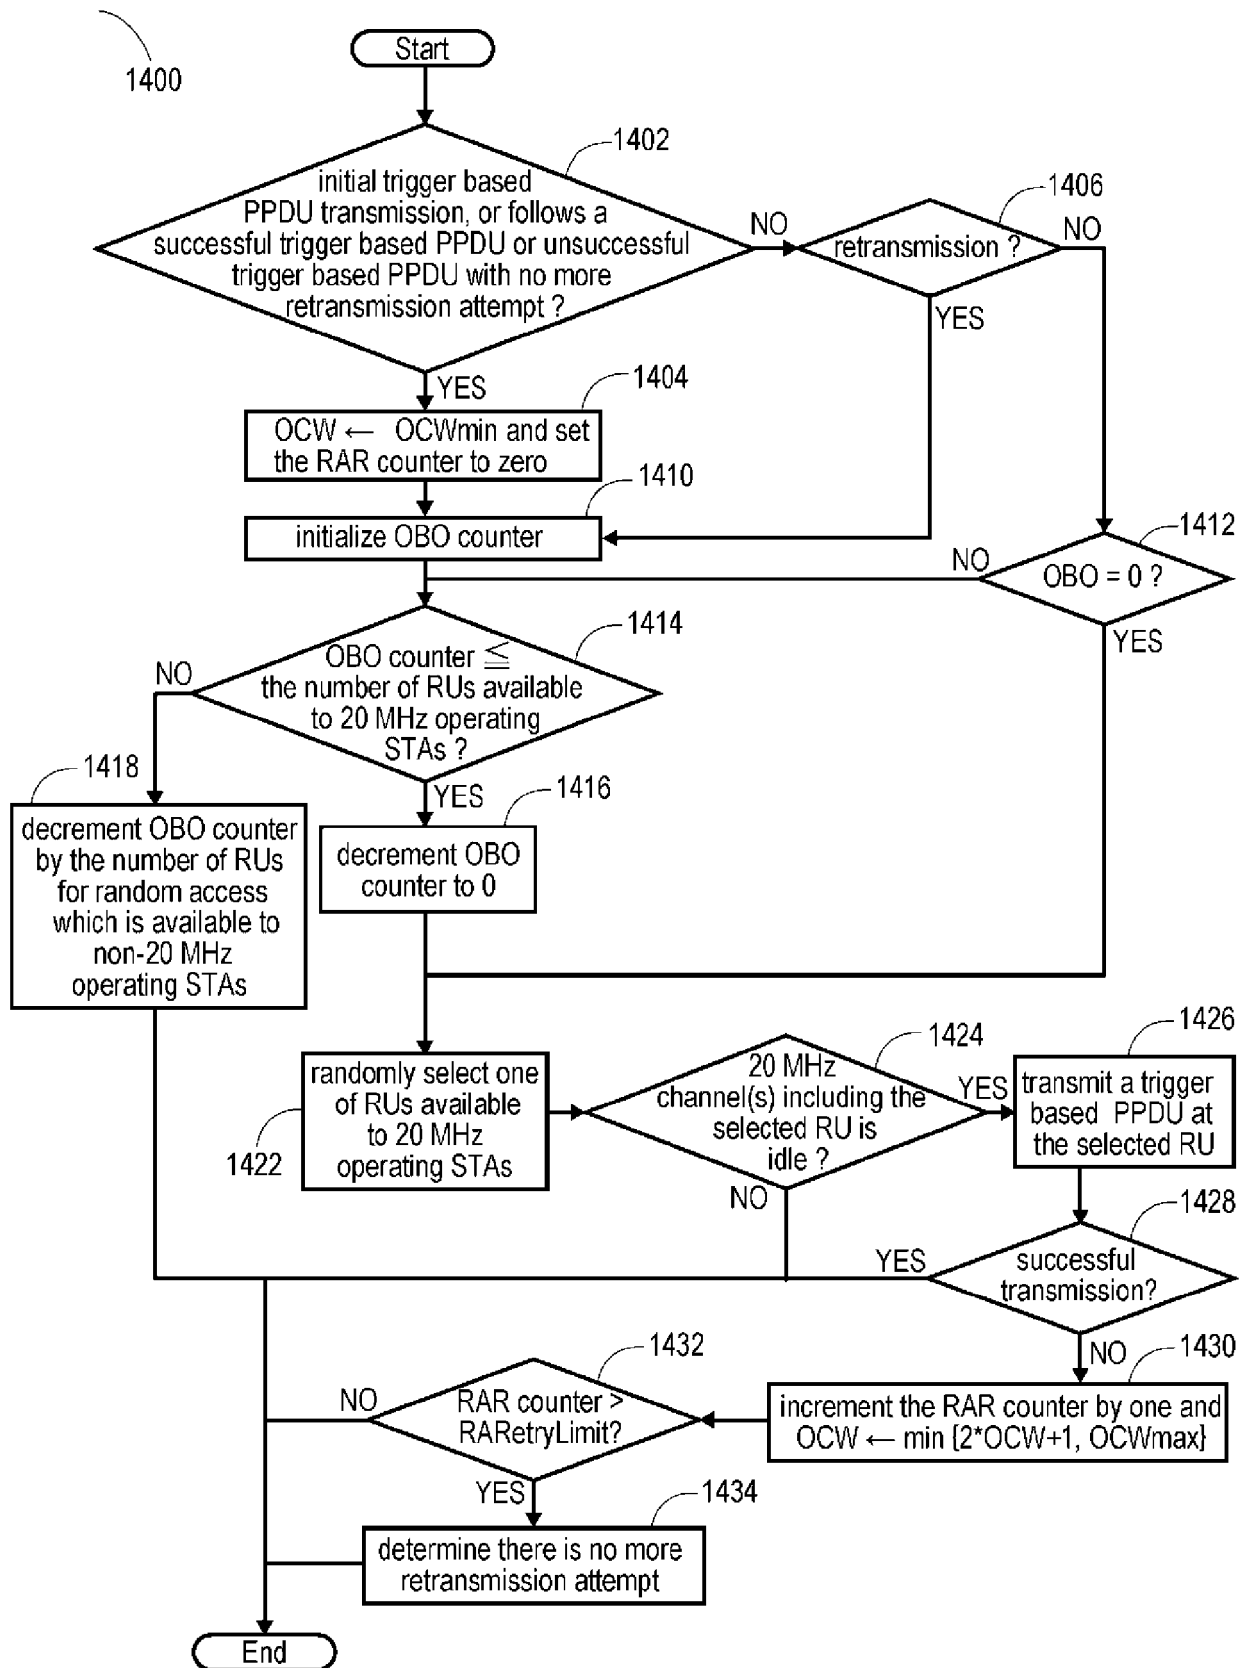 1400
Start
1402
initial trigger based
PPDU transmission, or follows a
successful trigger based PPDU or unsuccessful
trigger based PPDU with no more
retransmission attempt ?
NO
1406
retransmission ?
NO
YES
YES
1404
OCW ← OCWmin and set
the RAR counter to zero
1410
initialize OBO counter
1412
OBO = 0 ?
NO
YES
1414
OBO counter ≦
the number of RUs available
to 20 MHz operating
STAs ?
NO
YES
1418
decrement OBO counter
by the number of RUs
for random access
which is available to
non-20 MHz
operating STAs
1416
decrement OBO
counter to 0
1422
randomly select one
of RUs available
to 20 MHz
operating STAs
1424
20 MHz
channel(s) including the
selected RU is
idle ?
YES
NO
1426
transmit a trigger
based PPDU at
the selected RU
1428
successful
transmission?
YES
NO
1430
increment the RAR counter by one and
OCW ← min {2*OCW+1, OCWmax}
1432
RAR counter >
RARetryLimit?
NO
YES
1434
determine there is no more
retransmission attempt
End